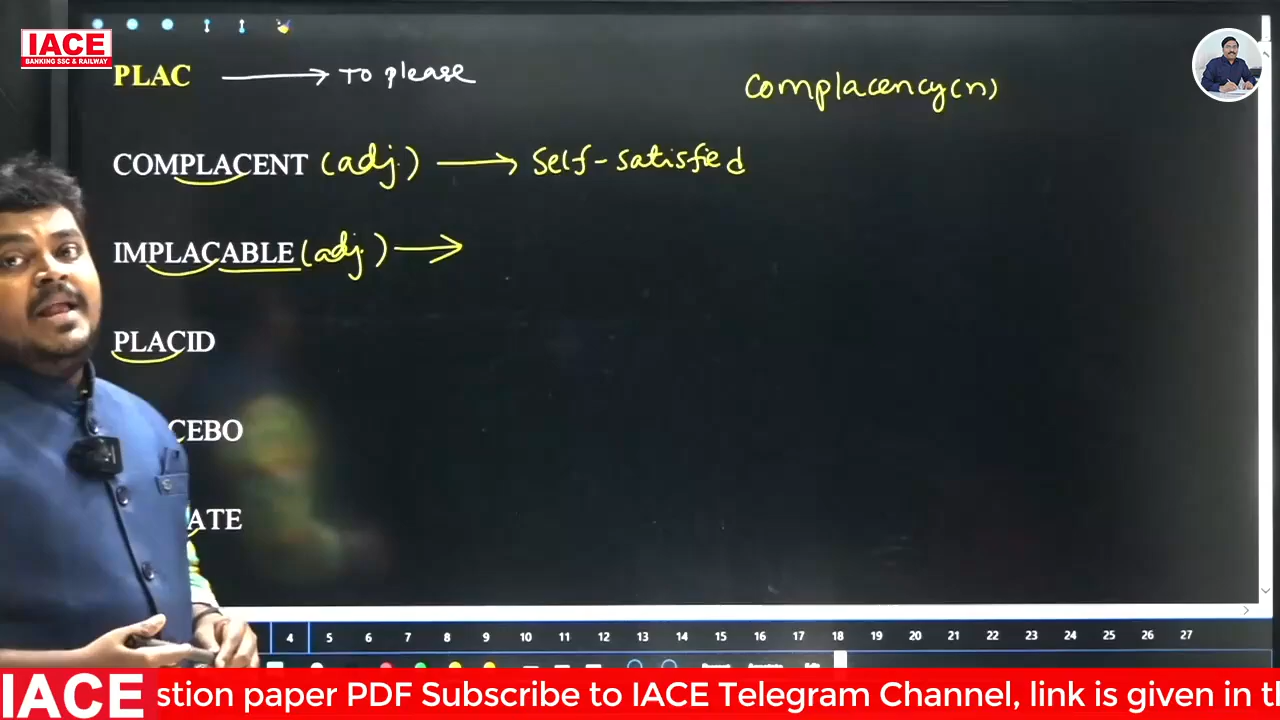 IACE
BANKING SSC & RAILWAY
PLAC → To please
Complacency(n)
COMPLACENT (adj.) → Self-satisfied
IMPLACABLE (adj.) →
PLACID
CEBO
ATE
4 5 6 7 8 9 10 11 12 13 14 15 16 17 18 19 20 21 22 23 24 25 26 27
IACE stion paper PDF Subscribe to IACE Telegram Channel, link is given in t